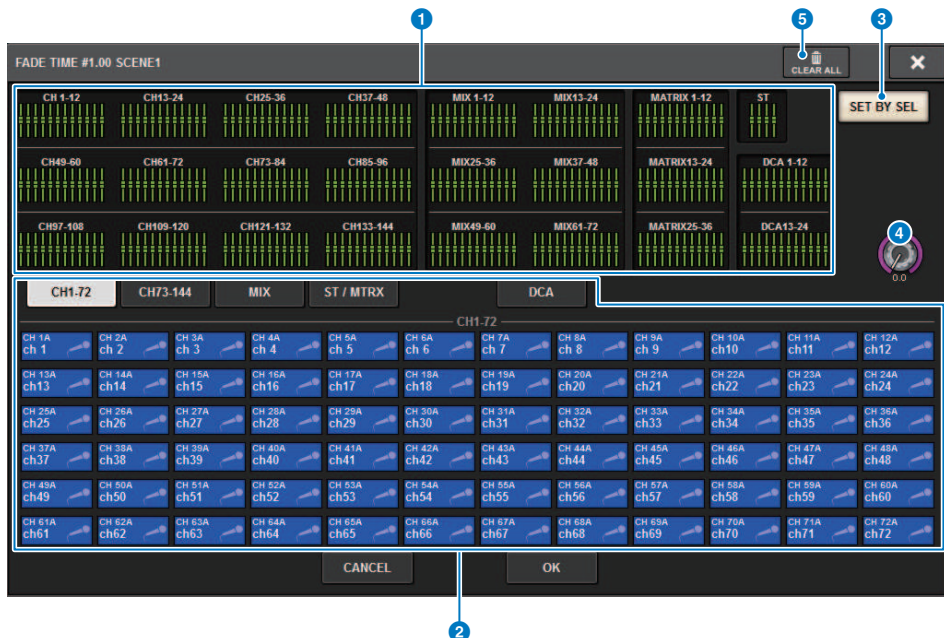 1
5
3
FADE TIME #1.00 SCENE1
CLEAR ALL
×
CH 1-12 CH13-24 CH25-36 CH37-48 MIX 1-12 MIX13-24 MATRIX 1-12 ST
SET BY SEL
CH49-60 CH61-72 CH73-84 CH85-96 MIX25-36 MIX37-48 MATRIX13-24 DCA 1-12
CH97-108 CH109-120 CH121-132 CH133-144 MIX49-60 MIX61-72 MATRIX25-36 DCA13-24
4
0.0
CH1-72 CH73-144 MIX ST / MTRX DCA
CH1-72
CH 1A CH 2A CH 3A CH 4A CH 5A CH 6A CH 7A CH 8A CH 9A CH 10A CH 11A CH 12A
ch 1 ch 2 ch 3 ch 4 ch 5 ch 6 ch 7 ch 8 ch 9 ch10 ch11 ch12
CH 13A CH 14A CH 15A CH 16A CH 17A CH 18A CH 19A CH 20A CH 21A CH 22A CH 23A CH 24A
ch13 ch14 ch15 ch16 ch17 ch18 ch19 ch20 ch21 ch22 ch23 ch24
CH 25A CH 26A CH 27A CH 28A CH 29A CH 30A CH 31A CH 32A CH 33A CH 34A CH 35A CH 36A
ch25 ch26 ch27 ch28 ch29 ch30 ch31 ch32 ch33 ch34 ch35 ch36
CH 37A CH 38A CH 39A CH 40A CH 41A CH 42A CH 43A CH 44A CH 45A CH 46A CH 47A CH 48A
ch37 ch38 ch39 ch40 ch41 ch42 ch43 ch44 ch45 ch46 ch47 ch48
CH 49A CH 50A CH 51A CH 52A CH 53A CH 54A CH 55A CH 56A CH 57A CH 58A CH 59A CH 60A
ch49 ch50 ch51 ch52 ch53 ch54 ch55 ch56 ch57 ch58 ch59 ch60
CH 61A CH 62A CH 63A CH 64A CH 65A CH 66A CH 67A CH 68A CH 69A CH 70A CH 71A CH 72A
ch61 ch62 ch63 ch64 ch65 ch66 ch67 ch68 ch69 ch70 ch71 ch72
CANCEL OK
2